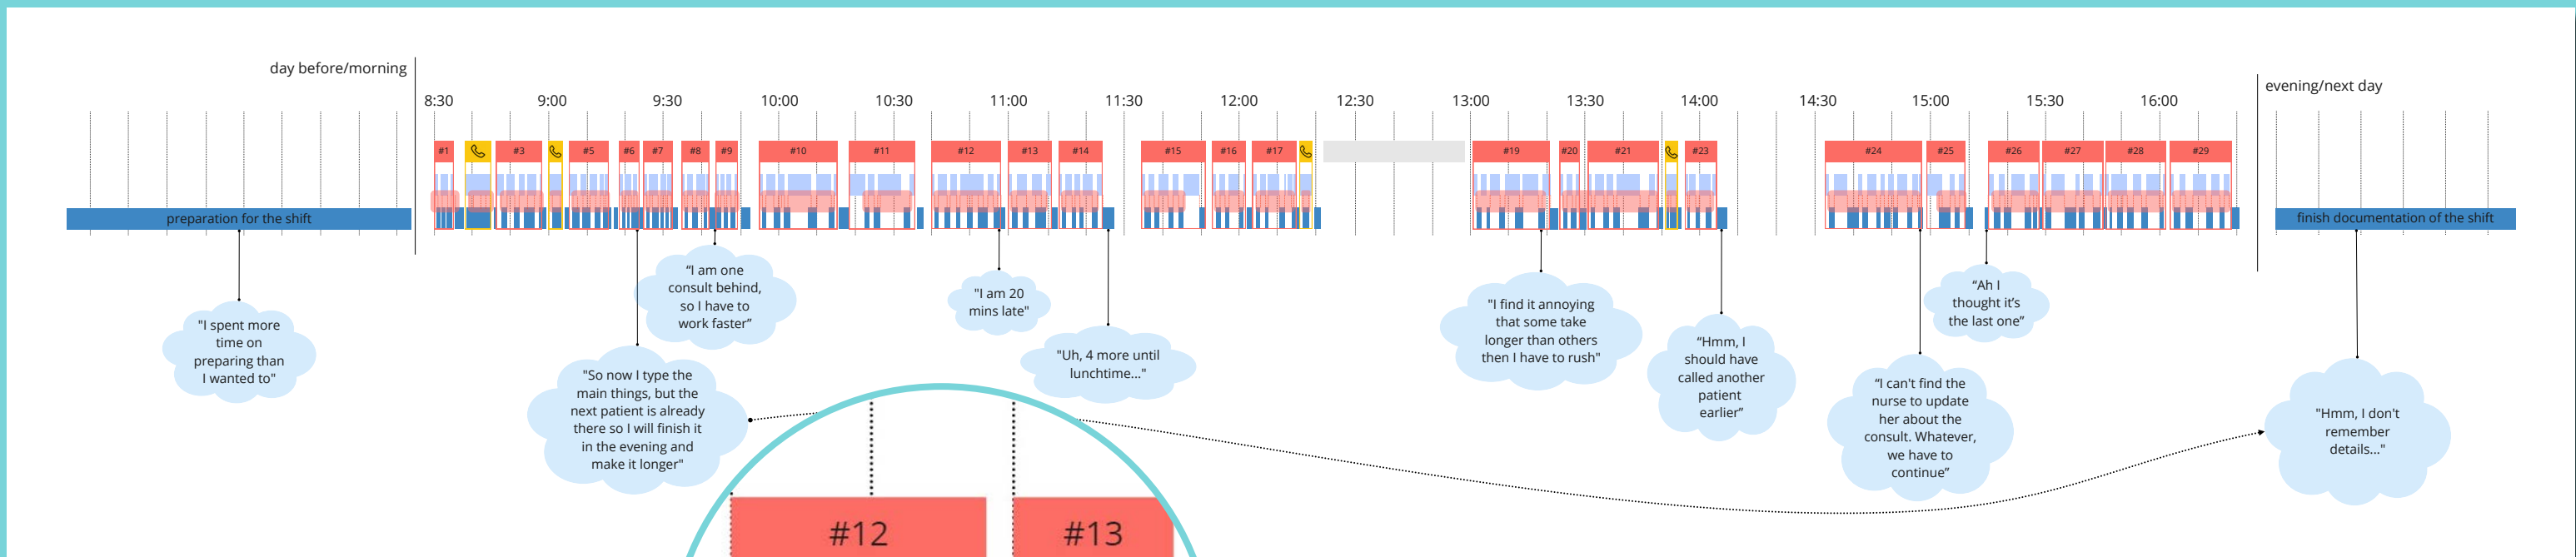 day before/morning
evening/next day
8:30 9:00 9:30 10:00 10:30 11:00 11:30 12:00 12:30 13:00 13:30 14:00 14:30 15:00 15:30 16:00
#1 #3 #5 #6 #7 #8 #9 #10 #11 #12 #13 #14 #15 #16 #17 #19 #20 #21 #23 #24 #25 #26 #27 #28 #29
preparation for the shift
finish documentation of the shift
"I spent more
time on
preparing than
I wanted to"
"So now I type the
main things, but the
next patient is already
there so I will finish it
in the evening and
make it longer"
“I am one
consult behind,
so I have to
work faster”
"I am 20
mins late"
"Uh, 4 more until
lunchtime..."
"I find it annoying
that some take
longer than others
then I have to rush"
“Hmm, I
should have
called another
patient
earlier”
“I can't find the
nurse to update
her about the
consult. Whatever,
we have to
continue”
“Ah I
thought it’s
the last one”
"Hmm, I don't
remember
details..."
#12
#13